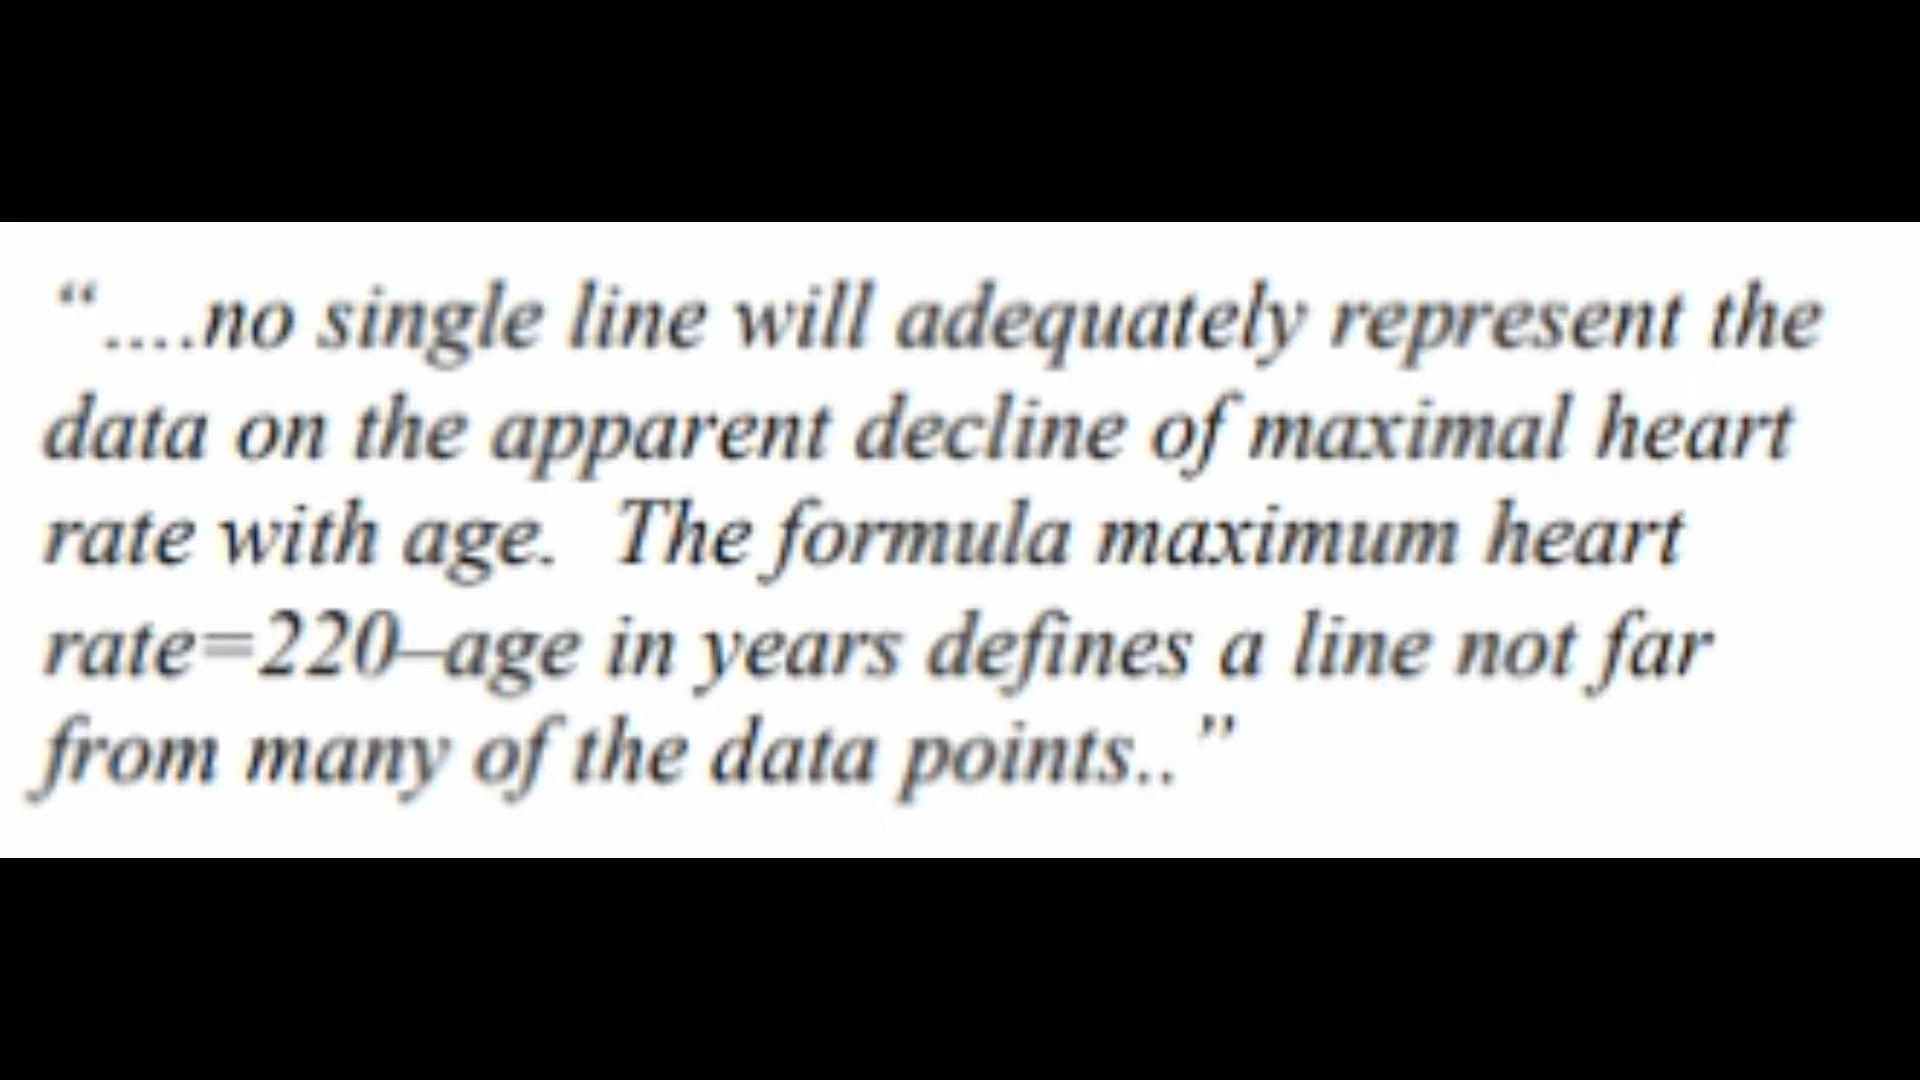 “....no single line will adequately represent the
data on the apparent decline of maximal heart
rate with age.  The formula maximum heart
rate=220–age in years defines a line not far
from many of the data points..”